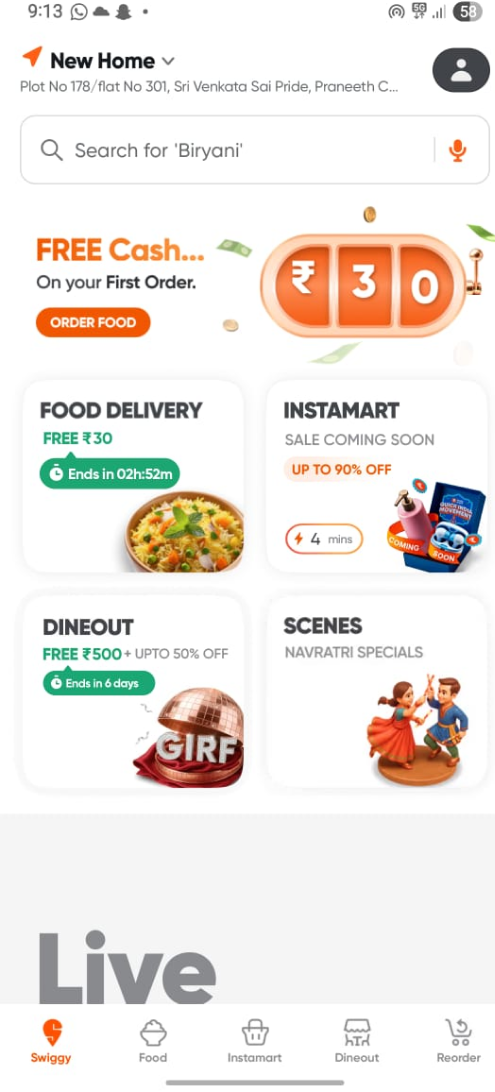 9:13
5G
58
New Home
Plot No 178/flat No 301, Sri Venkata Sai Pride, Praneeth C...
Search for 'Biryani'
FREE Cash...
On your First Order.
ORDER FOOD
₹ 3 0
FOOD DELIVERY
FREE ₹30
Ends in 02h:52m
INSTAMART
SALE COMING SOON
UP TO 90% OFF
4 mins
QUICK INDIA
MOVEMENT
COMING SOON
DINEOUT
FREE ₹500 + UPTO 50% OFF
Ends in 6 days
GIRF
SCENES
NAVRATRI SPECIALS
Live
Swiggy
Food
Instamart
Dineout
Reorder